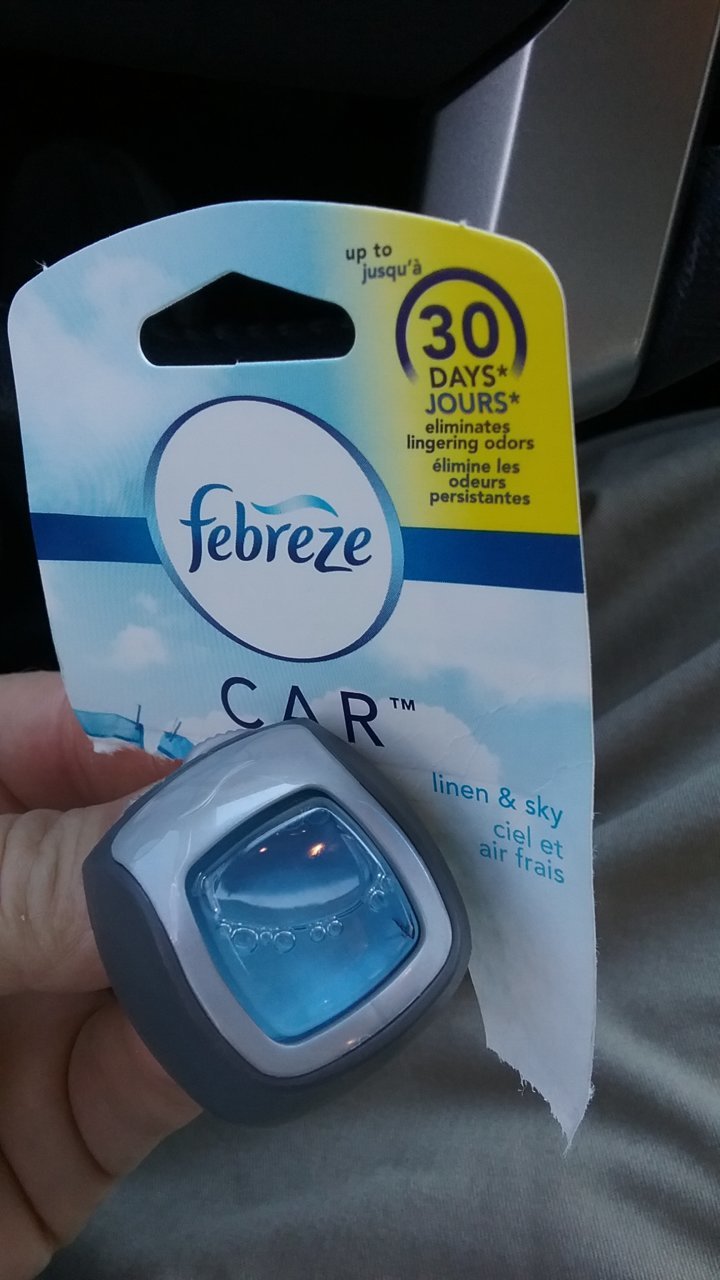 up to
jusqu'à
30
DAYS*
JOURS*
eliminates
lingering odors
élimine les
odeurs
persistantes
febreze
CAR™
linen & sky
ciel et
air frais